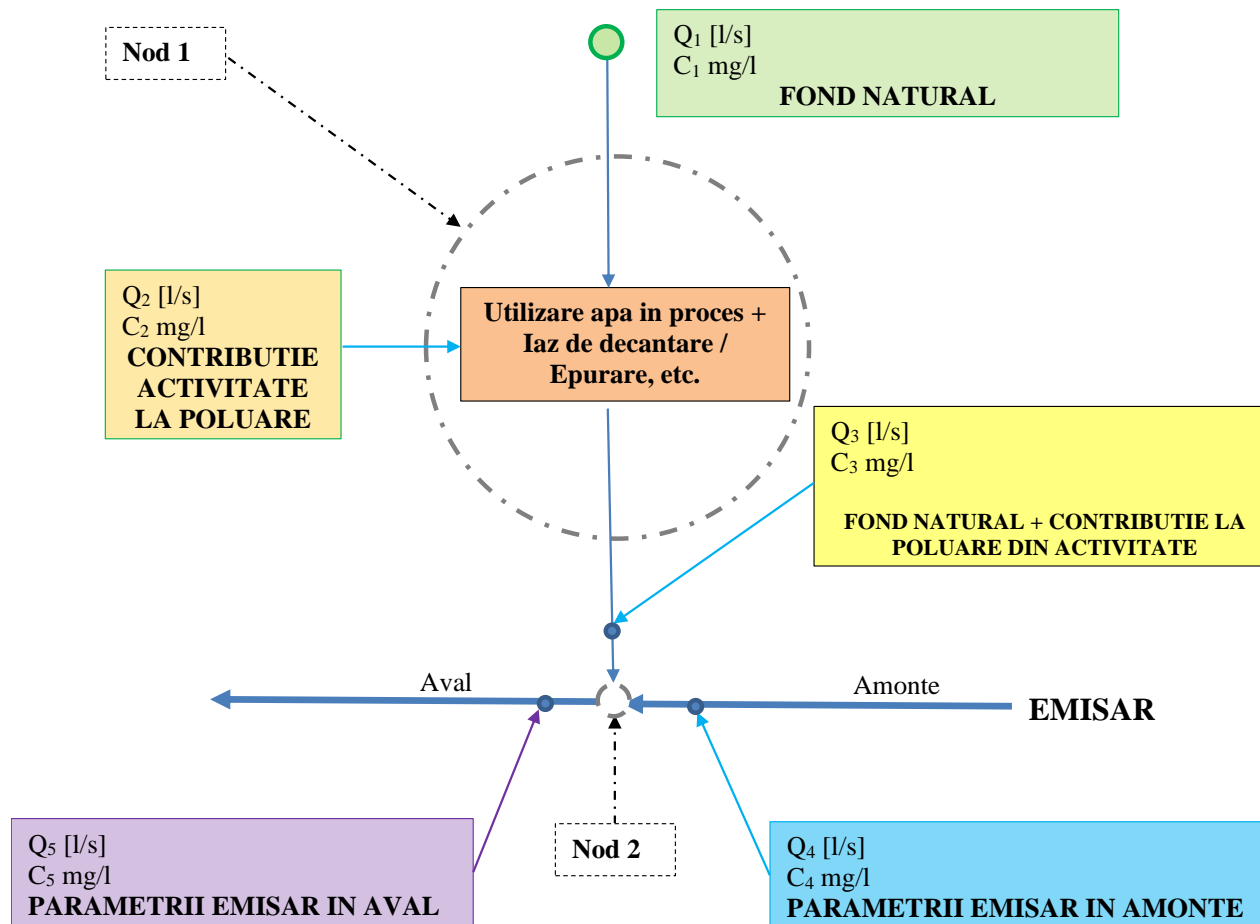 Nod 1
Q₁ [l/s]
C₁ mg/l
FOND NATURAL
Q₂ [l/s]
C₂ mg/l
CONTRIBUTIE
ACTIVITATE
LA POLUARE
Utilizare apa in proces +
Iaz de decantare /
Epurare, etc.
Q₃ [l/s]
C₃ mg/l
FOND NATURAL + CONTRIBUTIE LA
POLUARE DIN ACTIVITATE
Aval
Amonte
EMISAR
Q₅ [l/s]
C₅ mg/l
PARAMETRII EMISAR IN AVAL
Nod 2
Q₄ [l/s]
C₄ mg/l
PARAMETRII EMISAR IN AMONTE